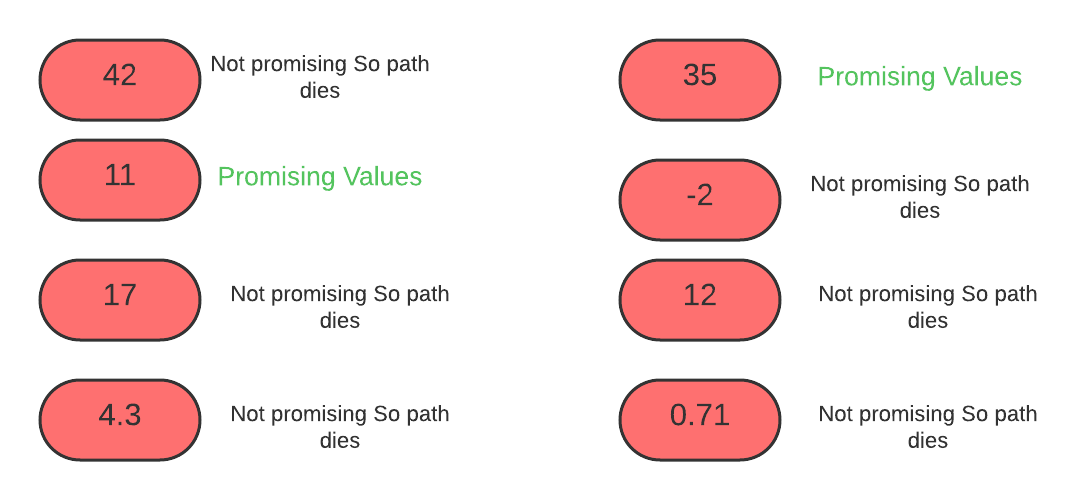 42
Not promising So path
dies
11
Promising Values
17
Not promising So path
dies
4.3
Not promising So path
dies
35
Promising Values
-2
Not promising So path
dies
12
Not promising So path
dies
0.71
Not promising So path
dies